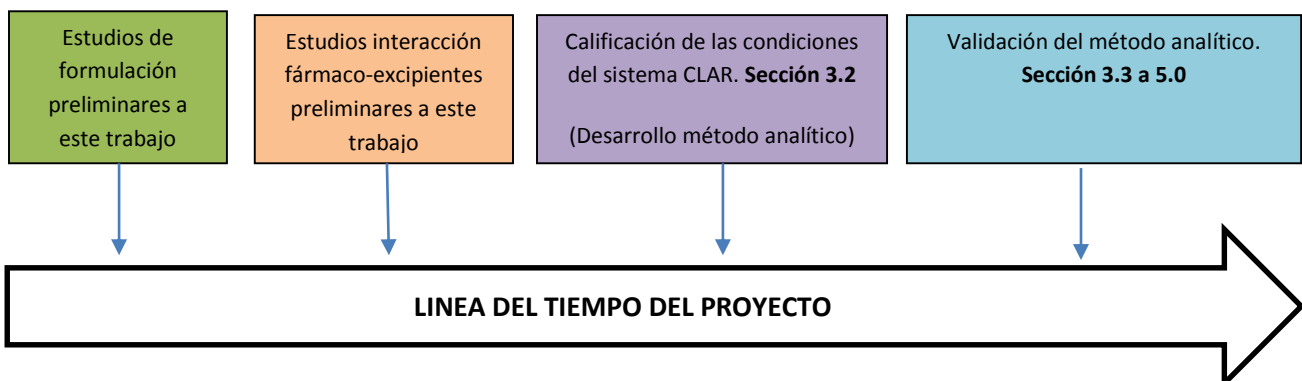 Estudios de
formulación
preliminares a
este trabajo
Estudios interacción
fármaco-excipientes
preliminares a este
trabajo
Calificación de las condiciones
del sistema CLAR. Sección 3.2
(Desarrollo método analítico)
Validación del método analítico.
Sección 3.3 a 5.0
LINEA DEL TIEMPO DEL PROYECTO